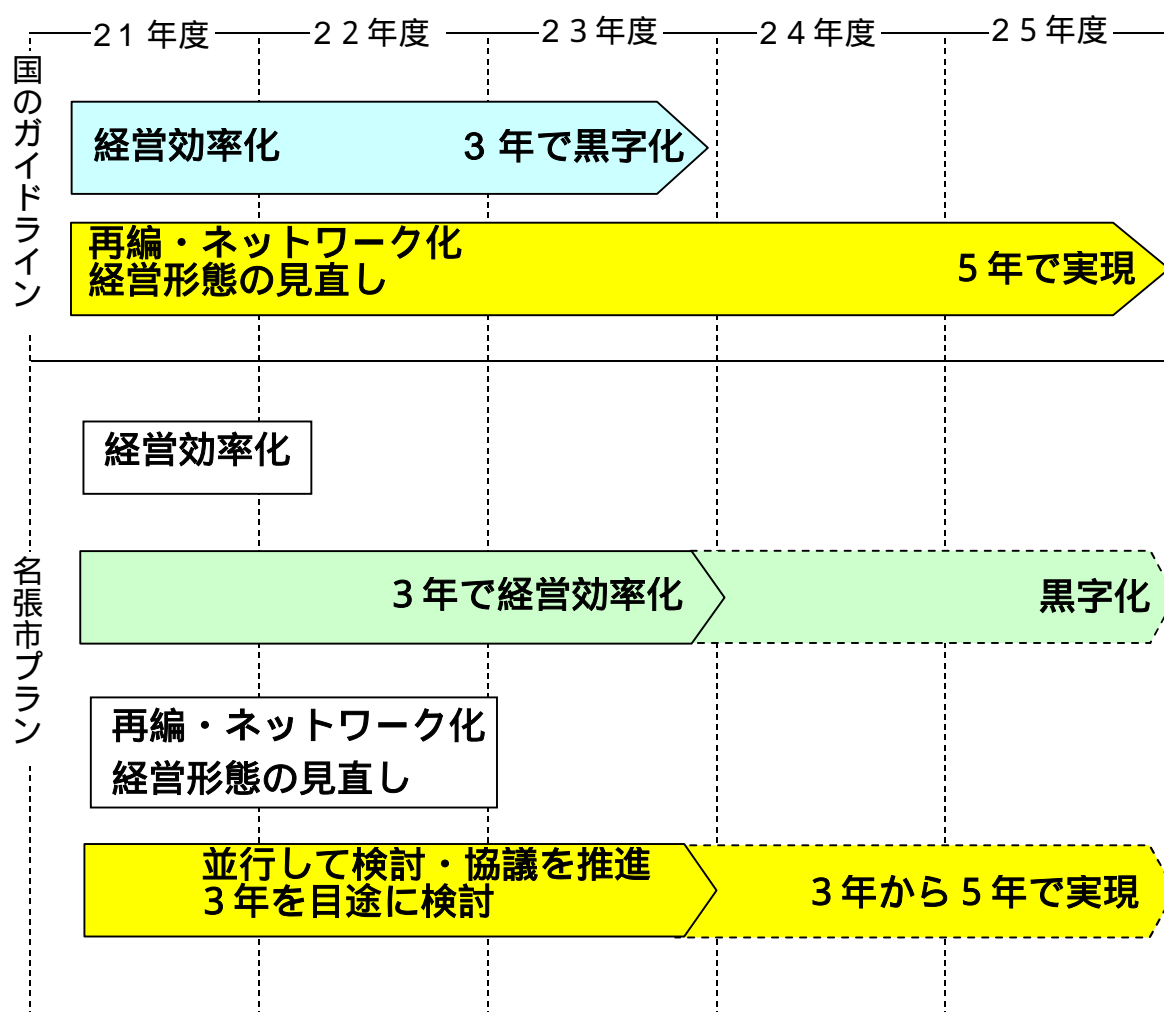 21年度
22年度
23年度
24年度
25年度
国のガイドライン
経営効率化
3年で黒字化
再編・ネットワーク化
経営形態の見直し
5年で実現
名張市プラン
経営効率化
3年で経営効率化
黒字化
再編・ネットワーク化
経営形態の見直し
並行して検討・協議を推進
3年を目途に検討
3年から5年で実現